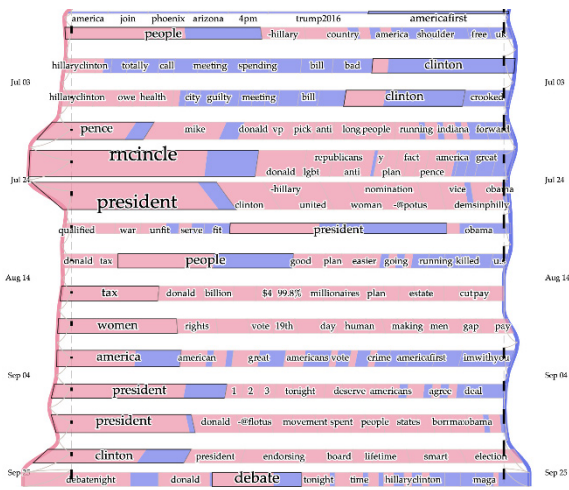 america join phoenix arizona 4pm trump2016 americafirst
people -hillary country america shoulder free
Jul 03 Jul 03
hillaryclinton totally call meeting spending bill bad clinton
hillaryclinton owe health city guilty meeting bill clinton crooked
pence mike donald vp pick anti long people running indiana forward
rncincle republicans y fact america great
donald lgbt anti plan pence
Jul 24 Jul 24
president -hillary nomination vice obama
clinton united woman -@potus demsinphilly
qualified war unfit serve fit president obama
donald tax people good plan easier going running killed
Aug 14 Aug 14
tax donald billion $4 99.8% millionaires plan estate cut pay
women rights vote 19th day human making men gap pay
america american great americans vote crime americafirst imwithyou
Sep 04 Sep 04
president 1 2 3 tonight deserve americans agree deal
president donald -@flotus movement spent people states obama
clinton president endorsing board lifetime smart election
Sep 25 Sep 25
debatenight donald debate tonight time hillaryclinton maga